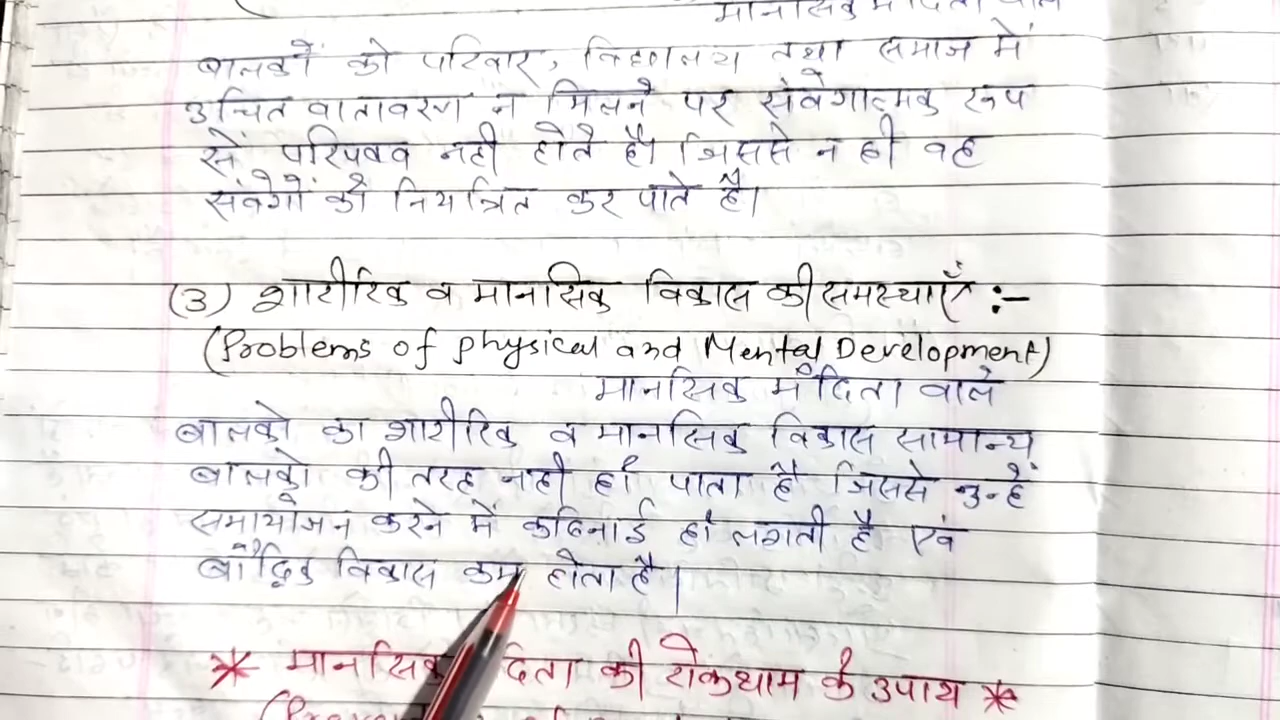 मानसिक मंदिता वाले
बालकों को परिवार, विद्यालय तथा समाज में
उचित वातावरण न मिलने पर संवेगात्मक रूप
से परिपक्व नही होते है। जिससे न ही वह
संवेगों को नियंत्रित कर पाते है।
(3) शारीरिक व मानसिक विकास की समस्याएँ :-
(Problems of physical and Mental Development)
मानसिक मंदिता वाले
बालको का शारीरिक व मानसिक विकास सामान्य
बालको की तरह नही हो पाता है जिससे उन्हे
समायोजन करने में कठिनाई हो लगती है एवं
बौद्धिक विकास कम होता है।
* मानसिक दिता की रोकथाम के उपाय *